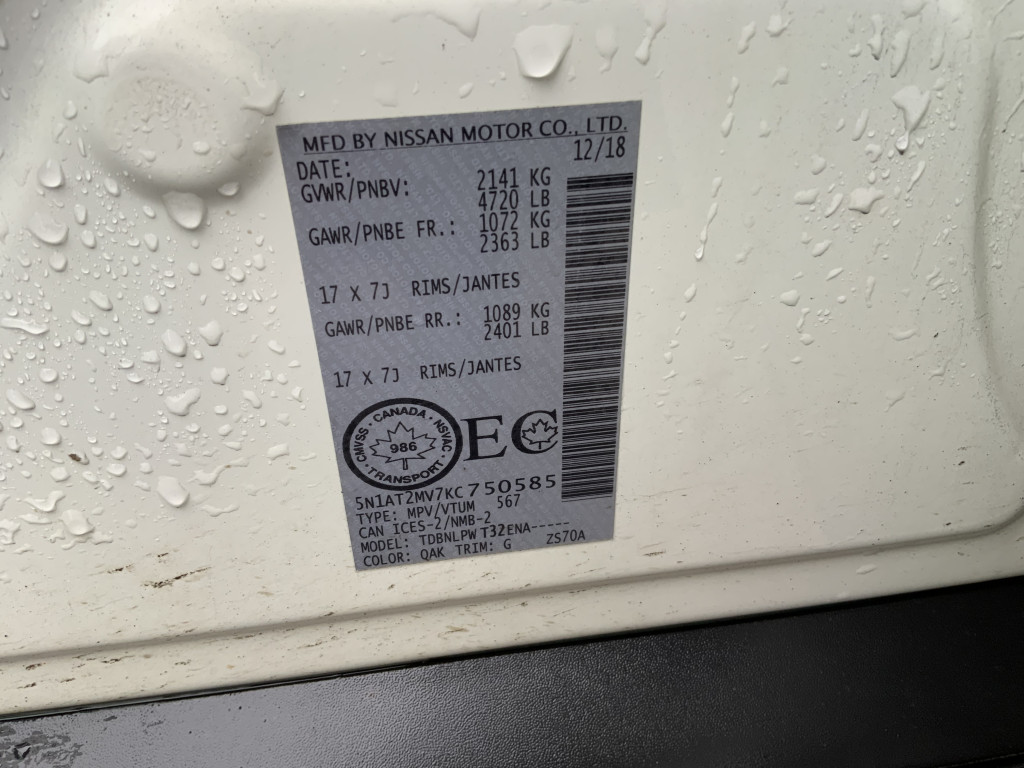 MFD BY NISSAN MOTOR CO., LTD.
DATE: 12/18
GVWR/PNBV: 2141 KG
4720 LB
GAWR/PNBE FR.: 1072 KG
2363 LB
17 X 7J RIMS/JANTES
GAWR/PNBE RR.: 1089 KG
2401 LB
17 X 7J RIMS/JANTES
CMVSS · CANADA · NSVAC · TRANSPORT ·
986
EC
5N1AT2MV7KC750585
TYPE: MPV/VTUM 567
CAN ICES-2/NMB-2
MODEL: TDBNLPWT32ENA-----
COLOR: QAK TRIM: G ZS70A